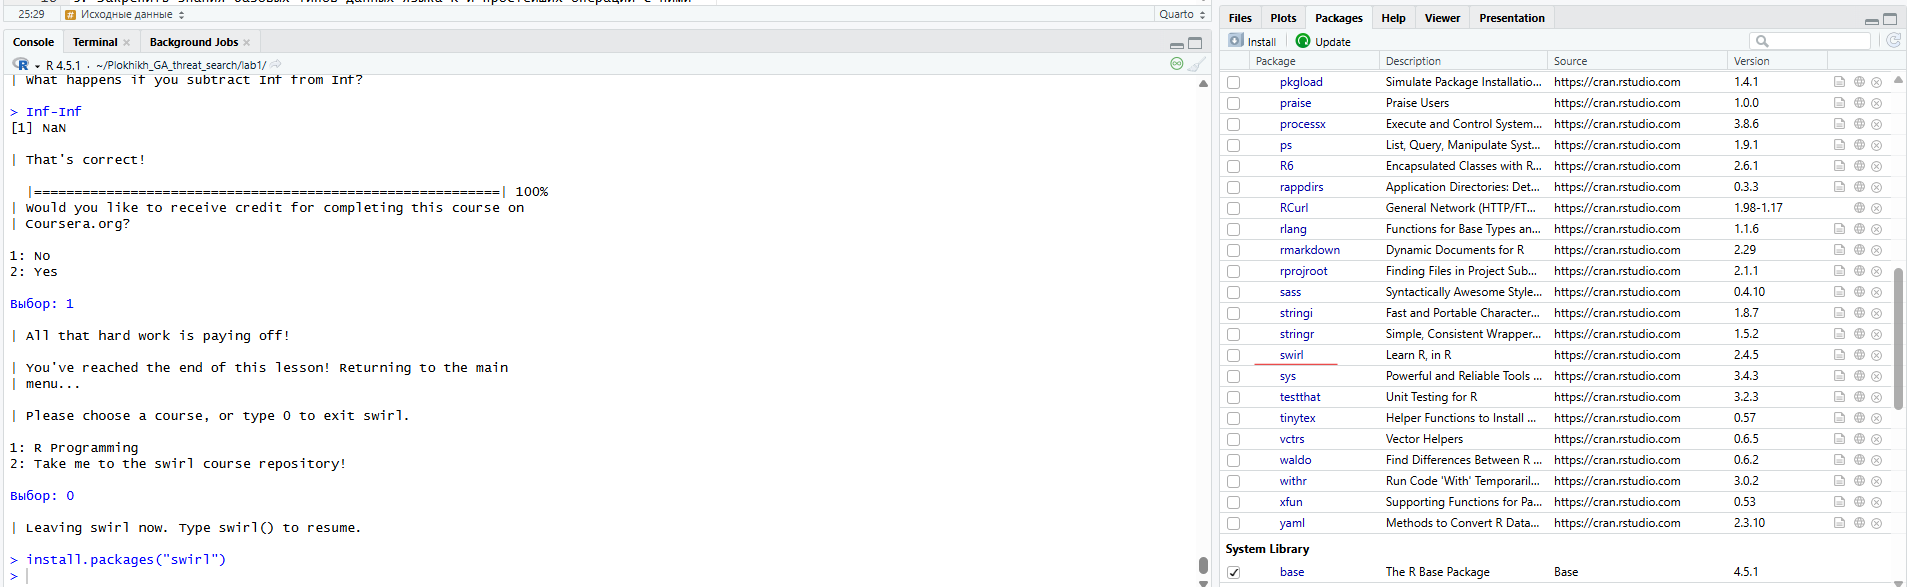 25:29 Исходные данные Quarto
Console Terminal Background Jobs
R 4.5.1 · ~/Plokhikh_GA_threat_search/lab1/
| What happens if you subtract Inf from Inf?
> Inf-Inf
[1] NaN
| That's correct!
|==========================================================| 100%
| Would you like to receive credit for completing this course on
| Coursera.org?
1: No
2: Yes
Выбор: 1
| All that hard work is paying off!
| You've reached the end of this lesson! Returning to the main
| menu...
| Please choose a course, or type 0 to exit swirl.
1: R Programming
2: Take me to the swirl course repository!
Выбор: 0
| Leaving swirl now. Type swirl() to resume.
> install.packages("swirl")
>
Files Plots Packages Help Viewer Presentation
Install Update
Package Description Source Version
pkgload Simulate Package Installatio... https://cran.rstudio.com 1.4.1
praise Praise Users https://cran.rstudio.com 1.0.0
processx Execute and Control System... https://cran.rstudio.com 3.8.6
ps List, Query, Manipulate Syst... https://cran.rstudio.com 1.9.1
R6 Encapsulated Classes with R... https://cran.rstudio.com 2.6.1
rappdirs Application Directories: Det... https://cran.rstudio.com 0.3.3
RCurl General Network (HTTP/FT... https://cran.rstudio.com 1.98-1.17
rlang Functions for Base Types an... https://cran.rstudio.com 1.1.6
rmarkdown Dynamic Documents for R https://cran.rstudio.com 2.29
rprojroot Finding Files in Project Sub... https://cran.rstudio.com 2.1.1
sass Syntactically Awesome Style... https://cran.rstudio.com 0.4.10
stringi Fast and Portable Character... https://cran.rstudio.com 1.8.7
stringr Simple, Consistent Wrapper... https://cran.rstudio.com 1.5.2
swirl Learn R, in R https://cran.rstudio.com 2.4.5
sys Powerful and Reliable Tools ... https://cran.rstudio.com 3.4.3
testthat Unit Testing for R https://cran.rstudio.com 3.2.3
tinytex Helper Functions to Install ... https://cran.rstudio.com 0.57
vctrs Vector Helpers https://cran.rstudio.com 0.6.5
waldo Find Differences Between R ... https://cran.rstudio.com 0.6.2
withr Run Code 'With' Temporaril... https://cran.rstudio.com 3.0.2
xfun Supporting Functions for Pa... https://cran.rstudio.com 0.53
yaml Methods to Convert R Data... https://cran.rstudio.com 2.3.10
System Library
base The R Base Package Base 4.5.1